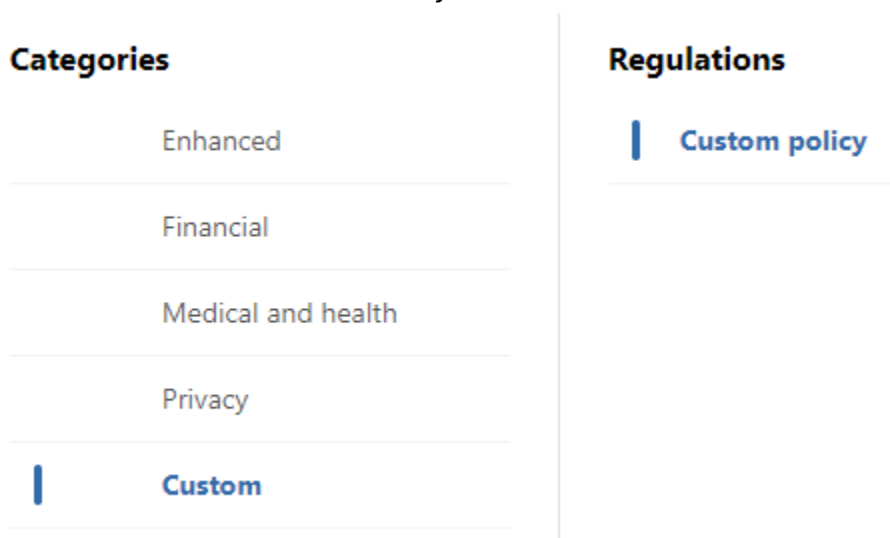 Categories
Enhanced
Financial
Medical and health
Privacy
Custom
Regulations
Custom policy